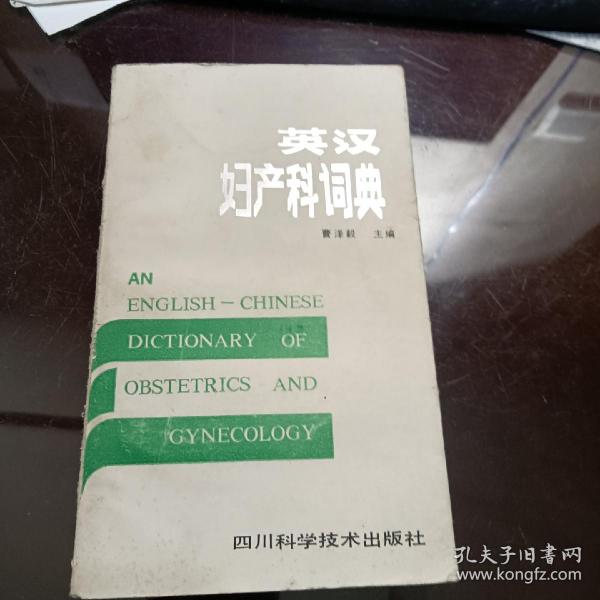 英汉
妇产科词典
曹泽毅 主编
AN
ENGLISH－CHINESE
DICTIONARY OF
OBSTETRICS AND
GYNECOLOGY
四川科学技术出版社
孔夫子旧書网
www.kongfz.com